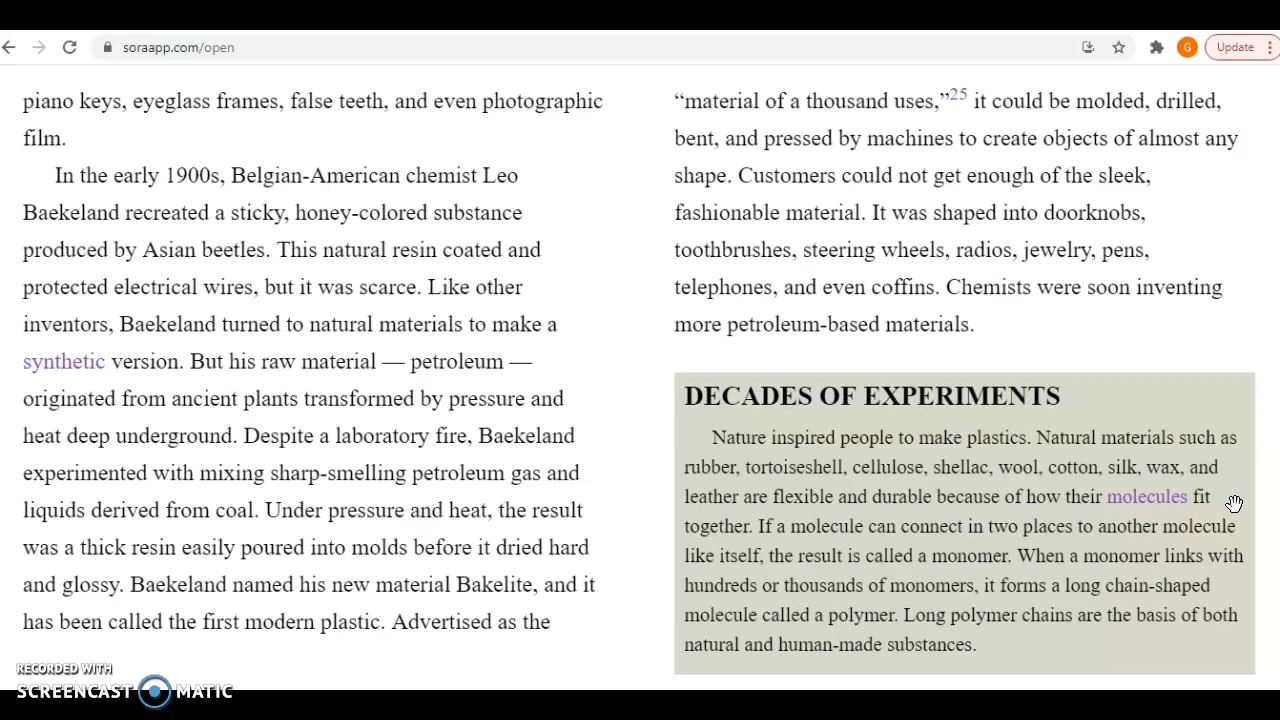 soraapp.com/open
G
Update
piano keys, eyeglass frames, false teeth, and even photographic
film.
In the early 1900s, Belgian-American chemist Leo
Baekeland recreated a sticky, honey-colored substance
produced by Asian beetles. This natural resin coated and
protected electrical wires, but it was scarce. Like other
inventors, Baekeland turned to natural materials to make a
synthetic version. But his raw material — petroleum —
originated from ancient plants transformed by pressure and
heat deep underground. Despite a laboratory fire, Baekeland
experimented with mixing sharp-smelling petroleum gas and
liquids derived from coal. Under pressure and heat, the result
was a thick resin easily poured into molds before it dried hard
and glossy. Baekeland named his new material Bakelite, and it
has been called the first modern plastic. Advertised as the
“material of a thousand uses,”25 it could be molded, drilled,
bent, and pressed by machines to create objects of almost any
shape. Customers could not get enough of the sleek,
fashionable material. It was shaped into doorknobs,
toothbrushes, steering wheels, radios, jewelry, pens,
telephones, and even coffins. Chemists were soon inventing
more petroleum-based materials.
DECADES OF EXPERIMENTS
Nature inspired people to make plastics. Natural materials such as
rubber, tortoiseshell, cellulose, shellac, wool, cotton, silk, wax, and
leather are flexible and durable because of how their molecules fit
together. If a molecule can connect in two places to another molecule
like itself, the result is called a monomer. When a monomer links with
hundreds or thousands of monomers, it forms a long chain-shaped
molecule called a polymer. Long polymer chains are the basis of both
natural and human-made substances.
RECORDED WITH
SCREENCAST MATIC